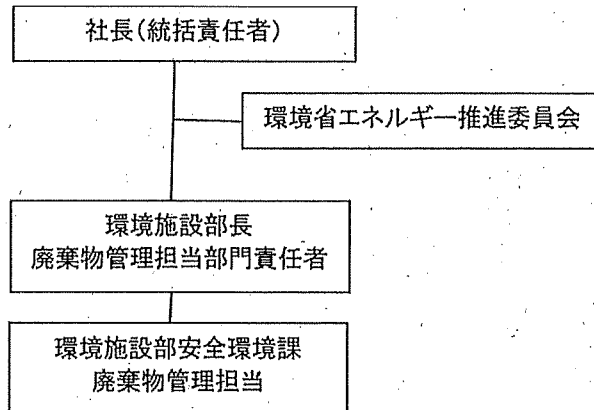 社長(統括責任者)
環境省エネルギー推進委員会
環境施設部長
廃棄物管理担当部門責任者
環境施設部安全環境課
廃棄物管理担当